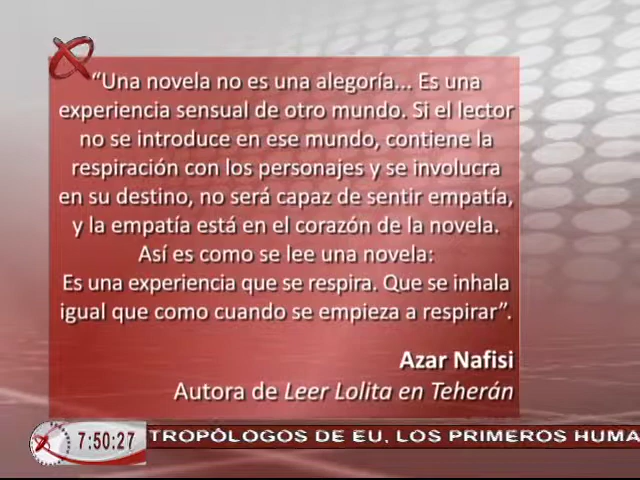 “Una novela no es una alegoría... Es una
experiencia sensual de otro mundo. Si el lector
no se introduce en ese mundo, contiene la
respiración con los personajes y se involucra
en su destino, no será capaz de sentir empatía,
y la empatía está en el corazón de la novela.
Así es como se lee una novela:
Es una experiencia que se respira. Que se inhala
igual que como cuando se empieza a respirar”.
Azar Nafisi
Autora de Leer Lolita en Teherán
7:50:27 TROPÓLOGOS DE EU, LOS PRIMEROS HUMA